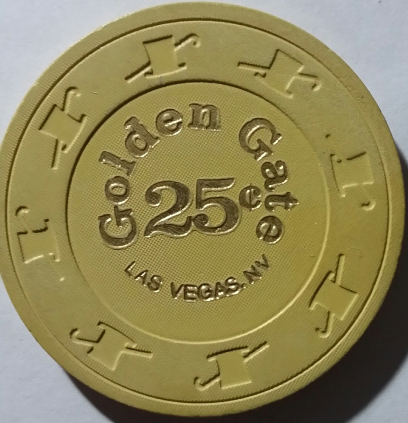 Golden Gate
25¢
LAS VEGAS, NV